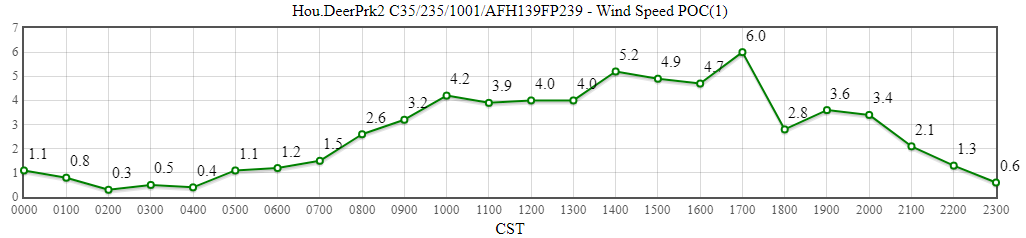 Hou.DeerPrk2 C35/235/1001/AFH139FP239 - Wind Speed POC(1)
7
6
5
4
3
2
1
0
1.1 0.8 0.3 0.5 0.4 1.1 1.2 1.5 2.6 3.2 4.2 3.9 4.0 4.0 5.2 4.9 4.7 6.0 2.8 3.6 3.4 2.1 1.3 0.6
0000 0100 0200 0300 0400 0500 0600 0700 0800 0900 1000 1100 1200 1300 1400 1500 1600 1700 1800 1900 2000 2100 2200 2300
CST